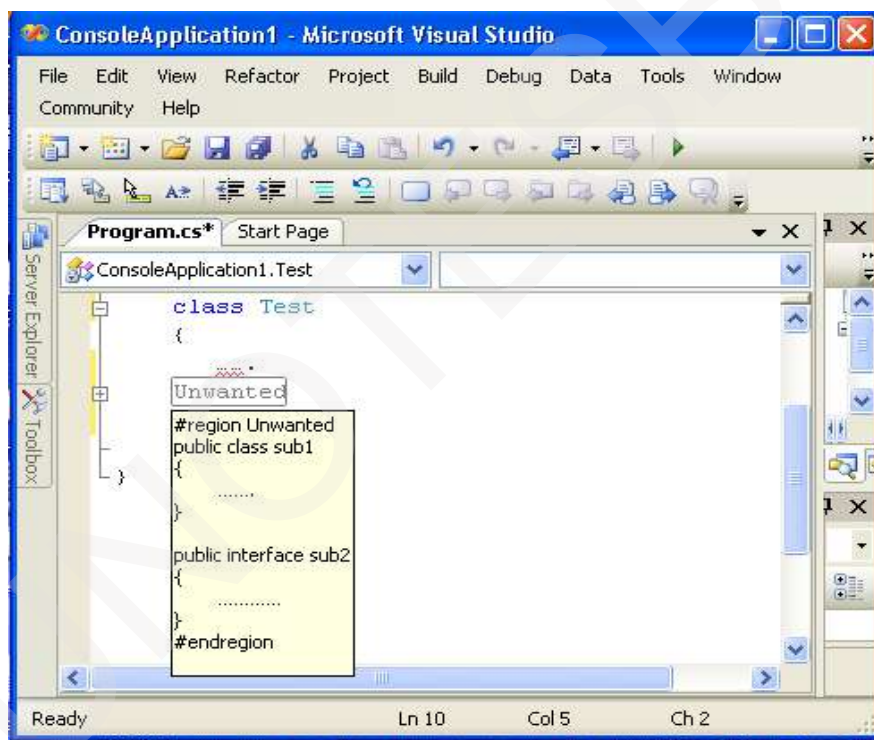 ConsoleApplication1 - Microsoft Visual Studio
File Edit View Refactor Project Build Debug Data Tools Window
Community Help
Program.cs* Start Page
Server Explorer
Toolbox
ConsoleApplication1.Test
class Test
{
.......
Unwanted
#region Unwanted
public class sub1
{
.......
}
public interface sub2
{
............
}
#endregion
}
Ready Ln 10 Col 5 Ch 2